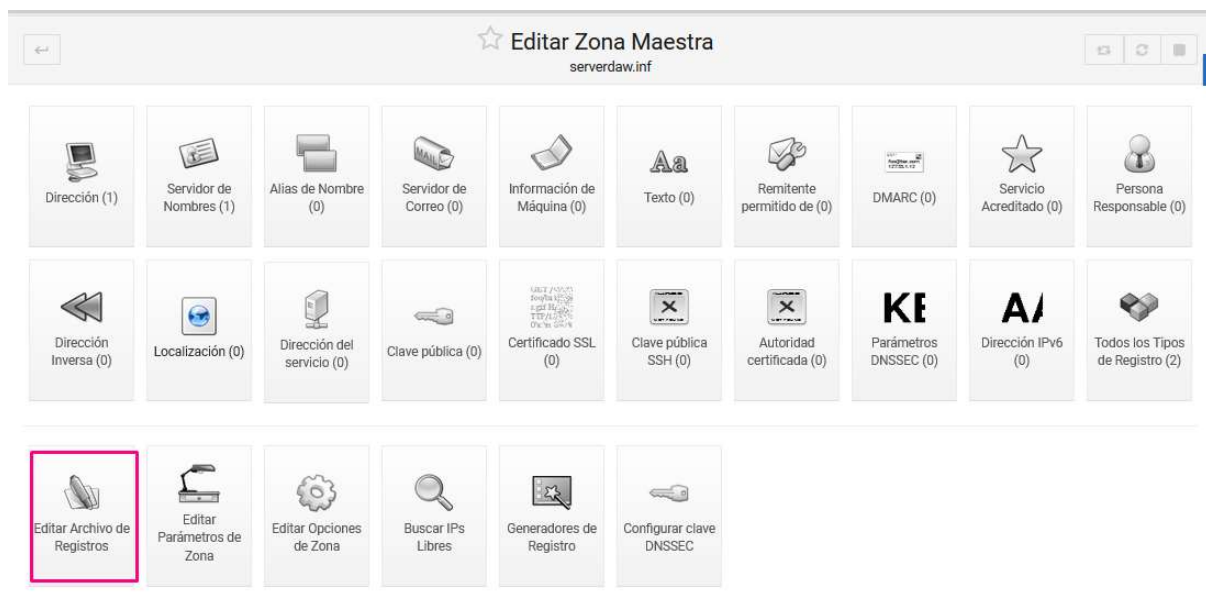 Editar Zona Maestra
serverdaw.inf
Dirección (1)
Servidor de
Nombres (1)
Alias de Nombre
(0)
MAIL
Servidor de
Correo (0)
Información de
Máquina (0)
Aa
Texto (0)
Remitente
permitido de (0)
DMARC (0)
Servicio
Acreditado (0)
Persona
Responsable (0)
Dirección
Inversa (0)
Localización (0)
Dirección del
servicio (0)
Clave pública (0)
Certificado SSL
(0)
Clave pública
SSH (0)
Autoridad
certificada (0)
KE
Parámetros
DNSSEC (0)
Dirección IPv6
(0)
Todos los Tipos
de Registro (2)
Editar Archivo de
Registros
Editar
Parámetros de
Zona
Editar Opciones
de Zona
Buscar IPs
Libres
Generadores de
Registro
Configurar clave
DNSSEC